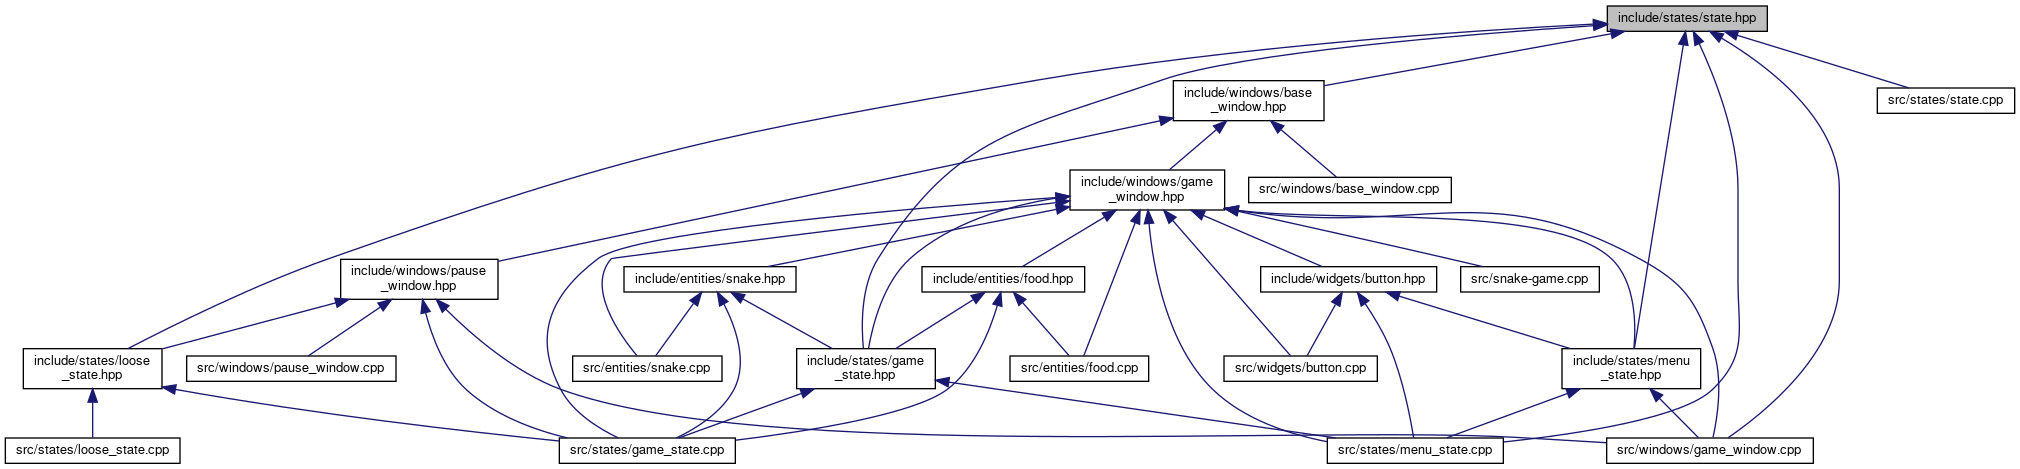 include/states/state.hpp
include/windows/base
_window.hpp
src/states/state.cpp
include/windows/game
_window.hpp
src/windows/base_window.cpp
include/windows/pause
_window.hpp
include/entities/snake.hpp
include/entities/food.hpp
include/widgets/button.hpp
src/snake-game.cpp
include/states/loose
_state.hpp
src/windows/pause_window.cpp
src/entities/snake.cpp
include/states/game
_state.hpp
src/entities/food.cpp
src/widgets/button.cpp
include/states/menu
_state.hpp
src/states/loose_state.cpp
src/states/game_state.cpp
src/states/menu_state.cpp
src/windows/game_window.cpp